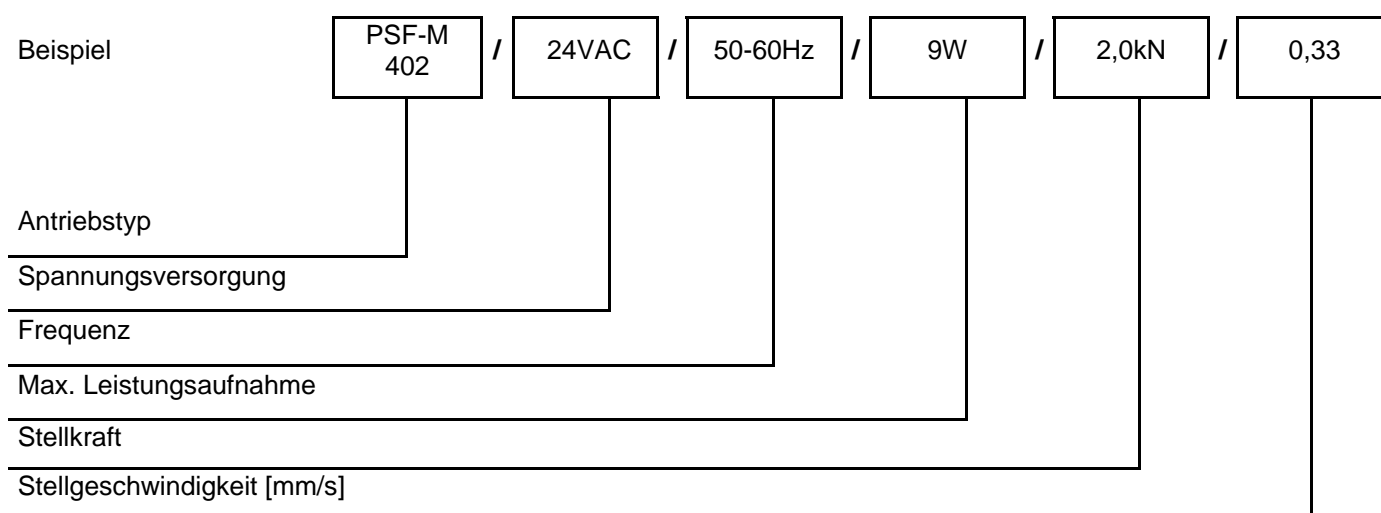 Beispiel PSF-M 402 / 24VAC / 50-60Hz / 9W / 2,0kN / 0,33
Antriebstyp
Spannungsversorgung
Frequenz
Max. Leistungsaufnahme
Stellkraft
Stellgeschwindigkeit [mm/s]